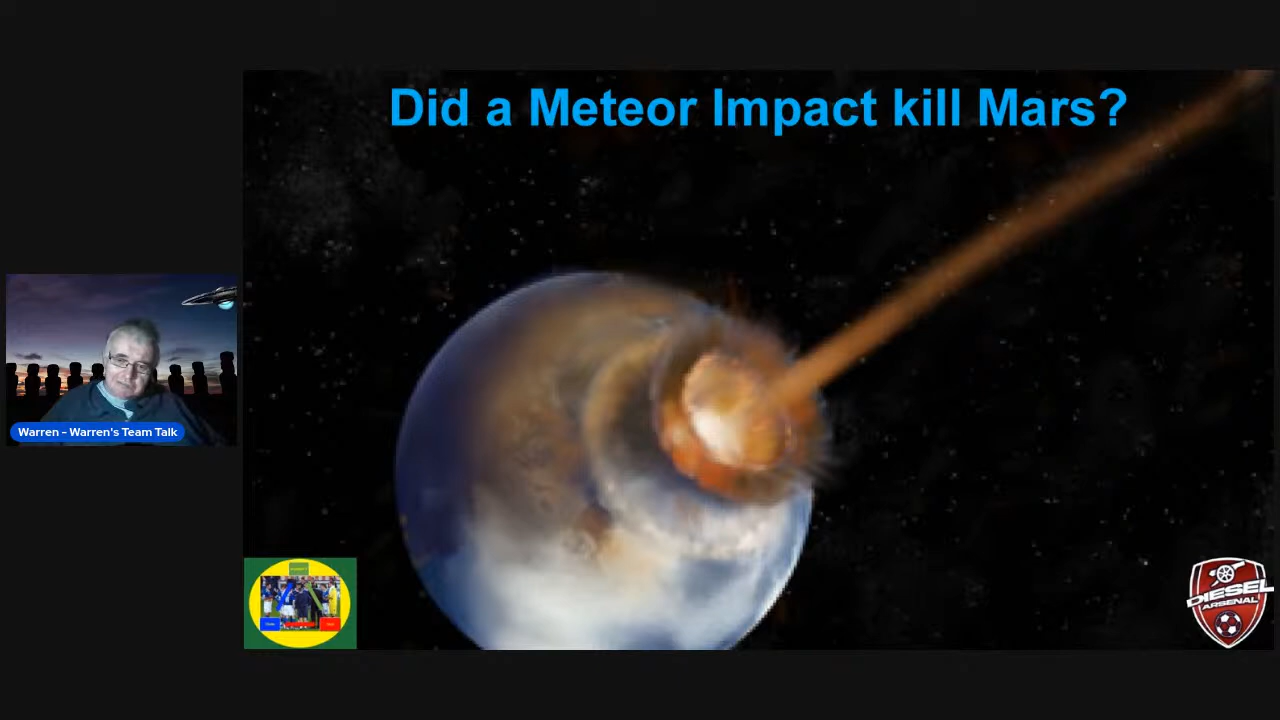 Did a Meteor Impact kill Mars?
Warren – Warren's Team Talk
DIESEL
ARSENAL